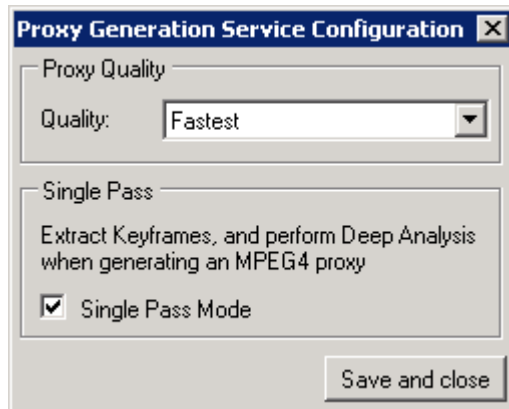 Proxy Generation Service Configuration
Proxy Quality
Quality: Fastest
Single Pass
Extract Keyframes, and perform Deep Analysis
when generating an MPEG4 proxy
Single Pass Mode
Save and close